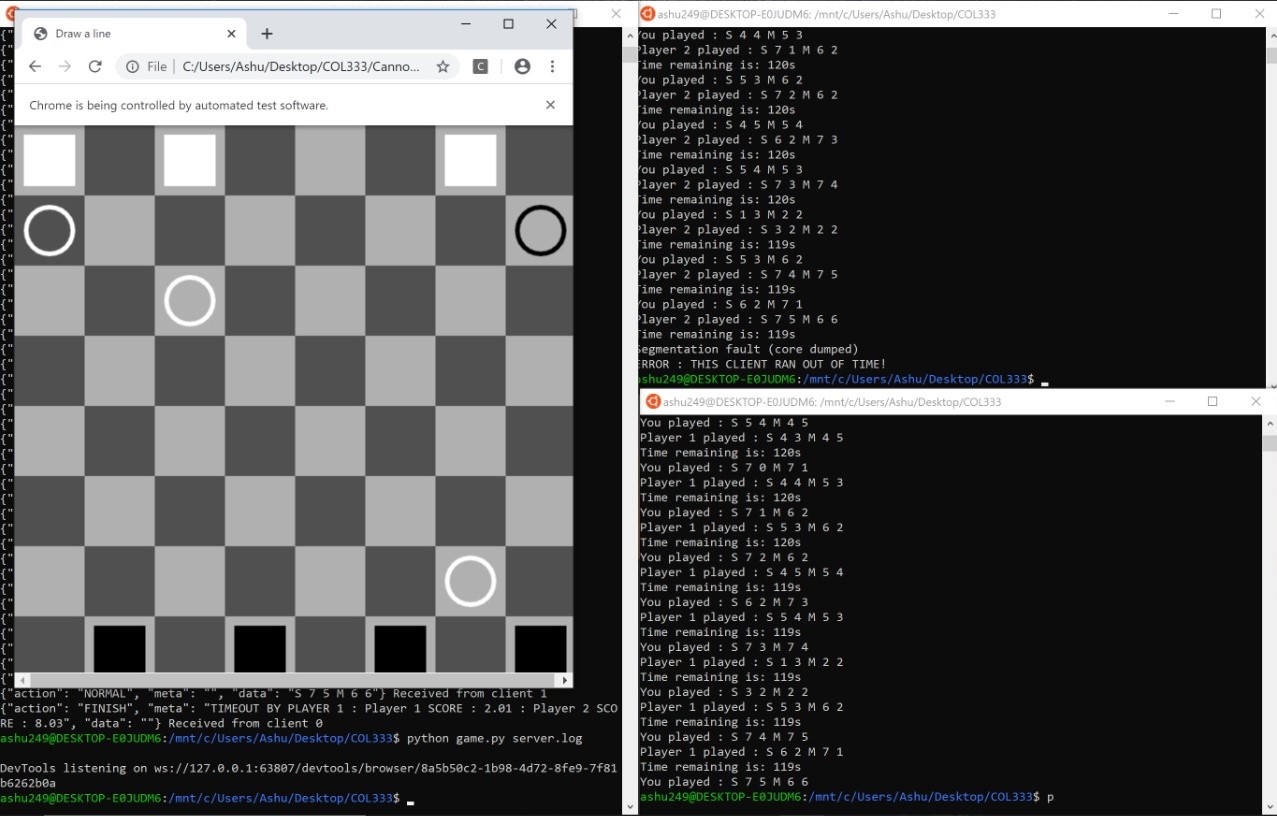 Draw a line
File
C:/Users/Ashu/Desktop/COL333/Canno...
C
Chrome is being controlled by automated test software.
{"action": "NORMAL", "meta": "", "data": "S 7 5 M 6 6"} Received from client 1
{"action": "FINISH", "meta": "TIMEOUT BY PLAYER 1 : Player 1 SCORE : 2.01 : Player 2 SCO
RE : 8.03", "data": ""} Received from client 0
ashu249@DESKTOP-E0JUDM6:/mnt/c/Users/Ashu/Desktop/COL333$ python game.py server.log
DevTools listening on ws://127.0.0.1:63807/devtools/browser/8a5b50c2-1b98-4d72-8fe9-7f81
b6262b0a
ashu249@DESKTOP-E0JUDM6:/mnt/c/Users/Ashu/Desktop/COL333$
ashu249@DESKTOP-E0JUDM6: /mnt/c/Users/Ashu/Desktop/COL333
You played : S 4 4 M 5 3
Player 2 played : S 7 1 M 6 2
Time remaining is: 120s
You played : S 5 3 M 6 2
Player 2 played : S 7 2 M 6 2
Time remaining is: 120s
You played : S 4 5 M 5 4
Player 2 played : S 6 2 M 7 3
Time remaining is: 120s
You played : S 5 4 M 5 3
Player 2 played : S 7 3 M 7 4
Time remaining is: 120s
You played : S 1 3 M 2 2
Player 2 played : S 3 2 M 2 2
Time remaining is: 119s
You played : S 5 3 M 6 2
Player 2 played : S 7 4 M 7 5
Time remaining is: 119s
You played : S 6 2 M 7 1
Player 2 played : S 7 5 M 6 6
Time remaining is: 119s
Segmentation fault (core dumped)
ERROR : THIS CLIENT RAN OUT OF TIME!
ashu249@DESKTOP-E0JUDM6:/mnt/c/Users/Ashu/Desktop/COL333$
ashu249@DESKTOP-E0JUDM6: /mnt/c/Users/Ashu/Desktop/COL333
You played : S 5 4 M 4 5
Player 1 played : S 4 3 M 4 5
Time remaining is: 120s
You played : S 7 0 M 7 1
Player 1 played : S 4 4 M 5 3
Time remaining is: 120s
You played : S 7 1 M 6 2
Player 1 played : S 5 3 M 6 2
Time remaining is: 120s
You played : S 7 2 M 6 2
Player 1 played : S 4 5 M 5 4
Time remaining is: 119s
You played : S 6 2 M 7 3
Player 1 played : S 5 4 M 5 3
Time remaining is: 119s
You played : S 7 3 M 7 4
Player 1 played : S 1 3 M 2 2
Time remaining is: 119s
You played : S 3 2 M 2 2
Player 1 played : S 5 3 M 6 2
Time remaining is: 119s
You played : S 7 4 M 7 5
Player 1 played : S 6 2 M 7 1
Time remaining is: 119s
You played : S 7 5 M 6 6
ashu249@DESKTOP-E0JUDM6:/mnt/c/Users/Ashu/Desktop/COL333$ p